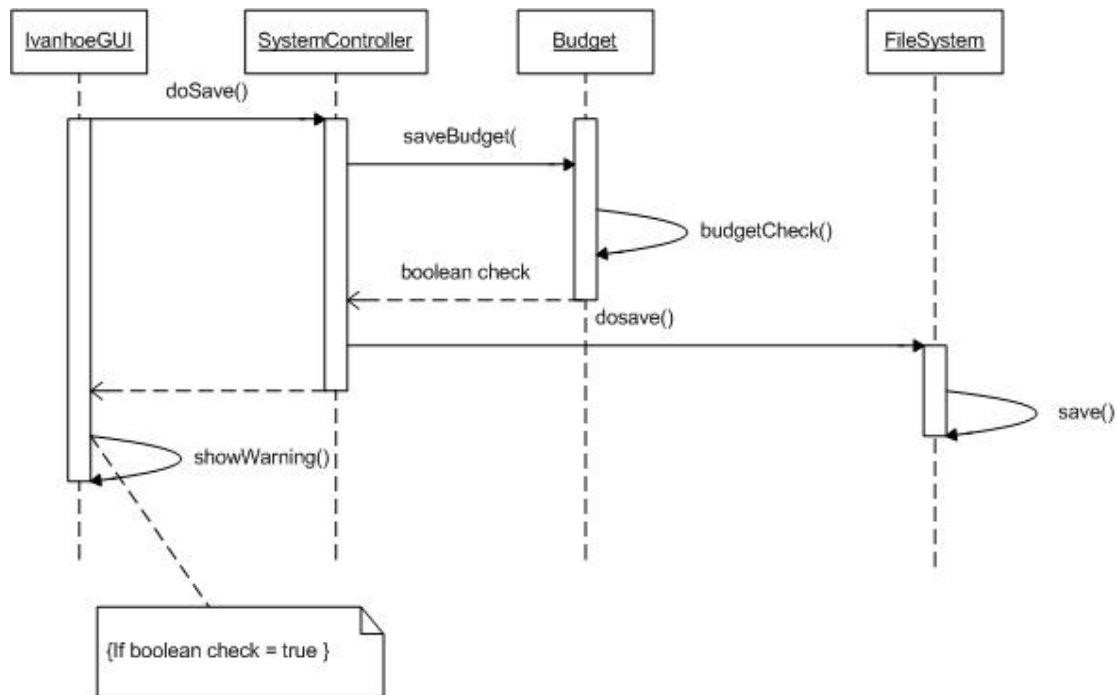 IvanhoeGUI
SystemController
Budget
FileSystem
doSave()
saveBudget(
budgetCheck()
boolean check
dosave()
save()
showWarning()
{If boolean check = true }